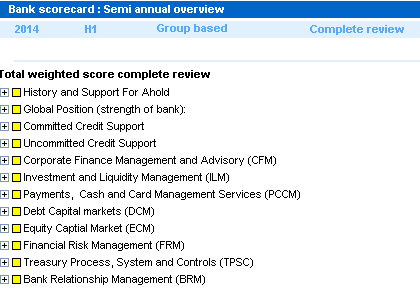 Bank scorecard : Semi annual overview
2014 H1 Group based Complete review
Total weighted score complete review
History and Support For Ahold
Global Position (strength of bank):
Committed Credit Support
Uncommitted Credit Support
Corporate Finance Management and Advisory (CFM)
Investment and Liquidity Management (ILM)
Payments, Cash and Card Management Services (PCCM)
Debt Capital markets (DCM)
Equity Captial Market (ECM)
Financial Risk Management (FRM)
Treasury Process, System and Controls (TPSC)
Bank Relationship Management (BRM)